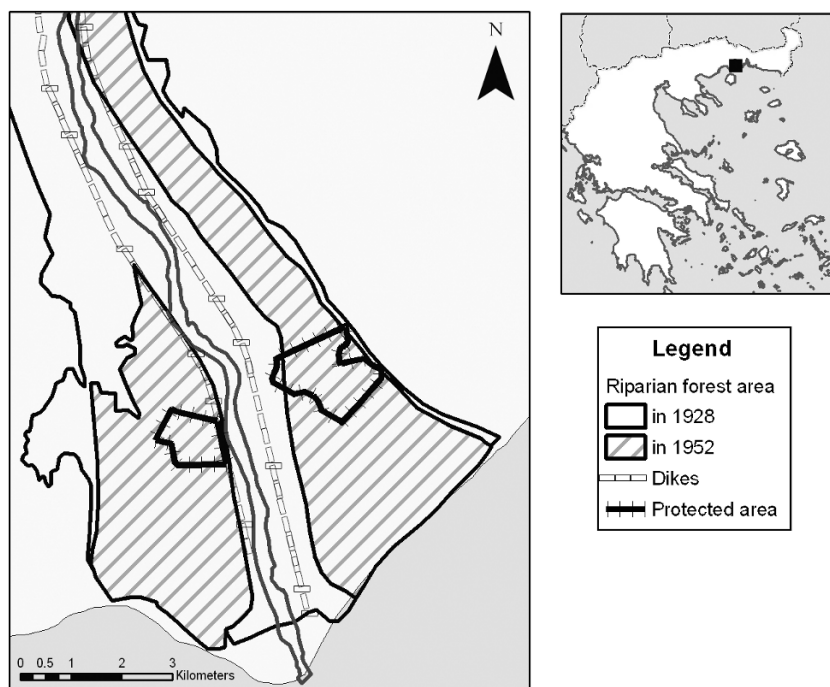 N
0 0.5 1 2 3
Kilometers
Legend
Riparian forest area
in 1928
in 1952
Dikes
Protected area